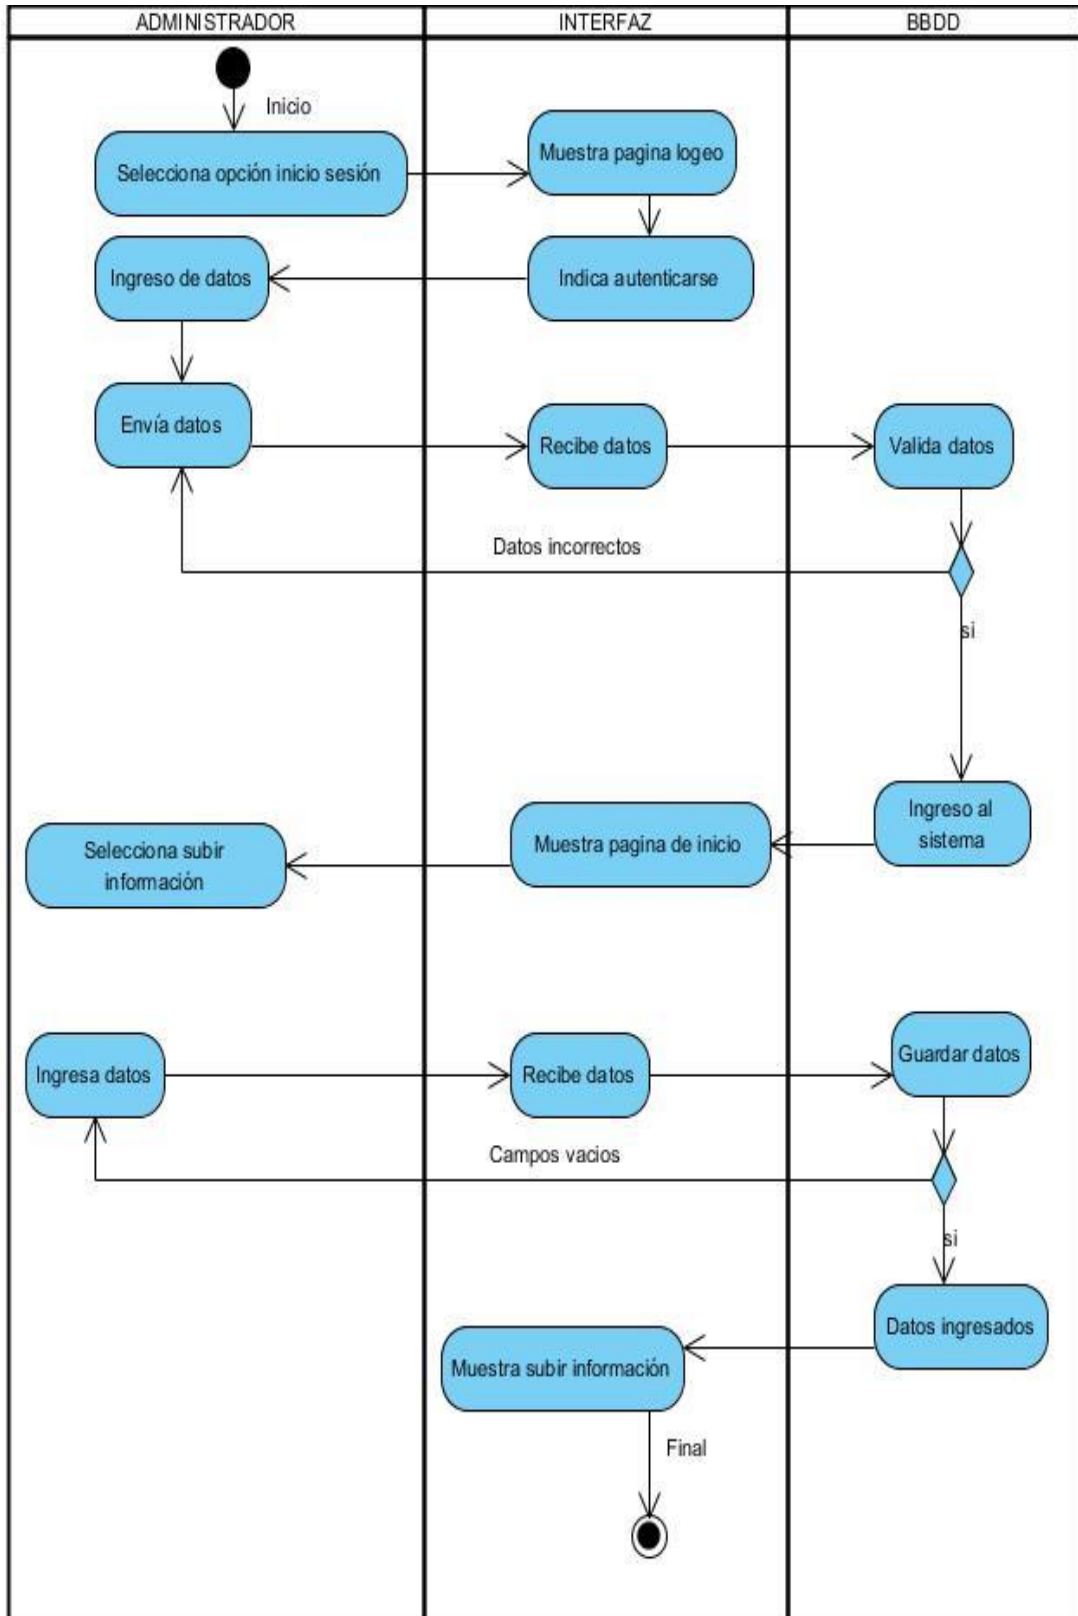 ADMINISTRADOR
INTERFAZ
BBDD
Inicio
Selecciona opción inicio sesión
Muestra pagina logeo
Ingreso de datos
Indica autenticarse
Envía datos
Recibe datos
Valida datos
Datos incorrectos
si
Ingreso al
sistema
Muestra pagina de inicio
Selecciona subir
información
Ingresa datos
Recibe datos
Guardar datos
Campos vacios
si
Datos ingresados
Muestra subir información
Final